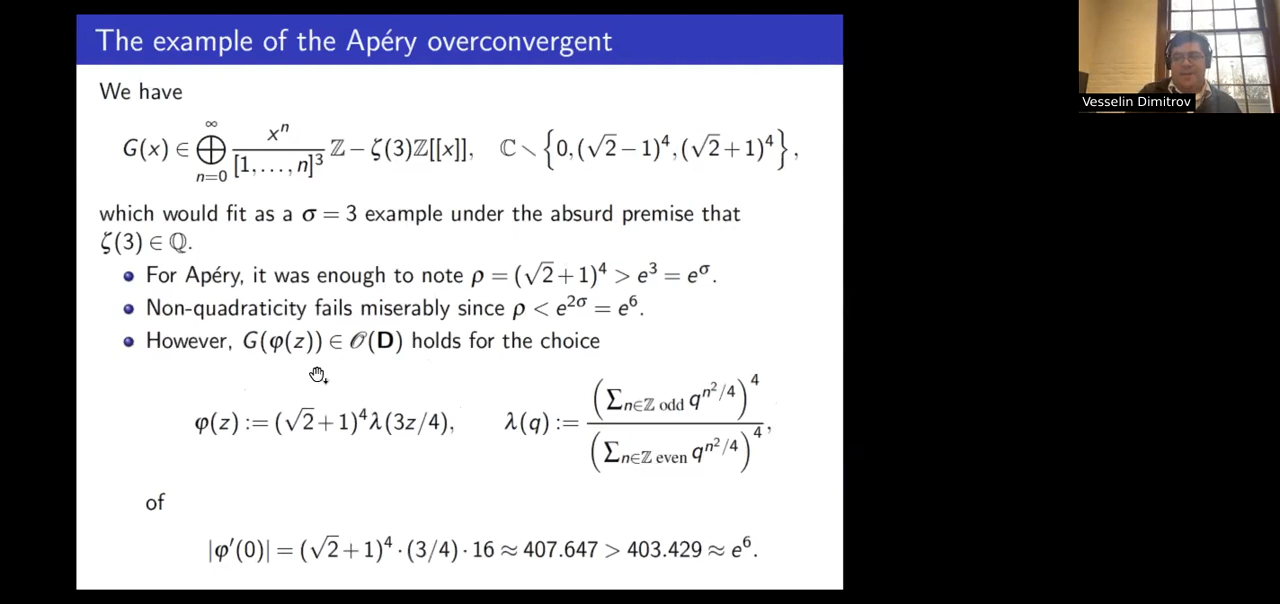 The example of the Apéry overconvergent
We have
G(x) ∈ ⊕_{n=0}^{∞} x^n / [1,...,n]^3 ℤ − ζ(3)ℤ[[x]],   ℂ ∖ {0, (√2−1)^4, (√2+1)^4},
which would fit as a σ = 3 example under the absurd premise that
ζ(3) ∈ ℚ.
• For Apéry, it was enough to note ρ = (√2+1)^4 > e^3 = e^σ.
• Non-quadraticity fails miserably since ρ < e^{2σ} = e^6.
• However, G(φ(z)) ∈ 𝒪(D) holds for the choice
φ(z) := (√2+1)^4 λ(3z/4),   λ(q) := (∑_{n∈ℤ odd} q^{n^2/4})^4 / (∑_{n∈ℤ even} q^{n^2/4})^4,
of
|φ′(0)| = (√2+1)^4 · (3/4) · 16 ≈ 407.647 > 403.429 ≈ e^6.
Vesselin Dimitrov